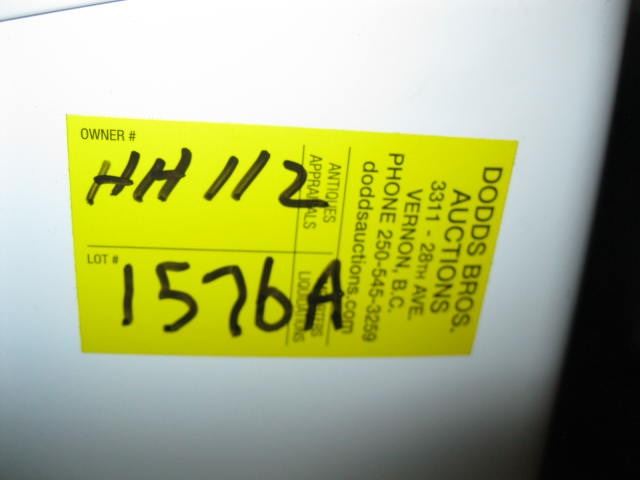 OWNER #
HH 112
LOT #
1576A
DODDS BROS.
AUCTIONS
3311 - 28TH AVE.
VERNON, B.C.
PHONE 250-545-3259
doddsauctions.com
ANTIQUES
APPRAISALS
LIQUIDATIONS